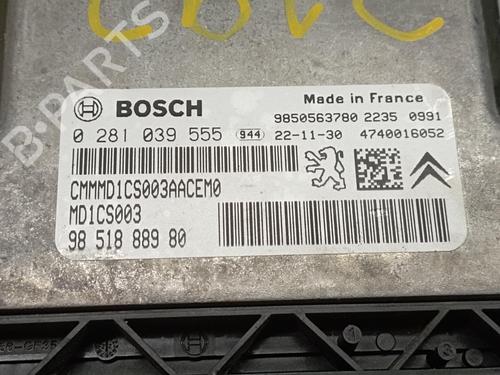 BOSCH
Made in France
9850563780 2235 0991
0 281 039 555 944 22-11-30 4740016052
CMMMD1CS003AACEM0
MD1CS003
98 518 889 80
B-PARTS